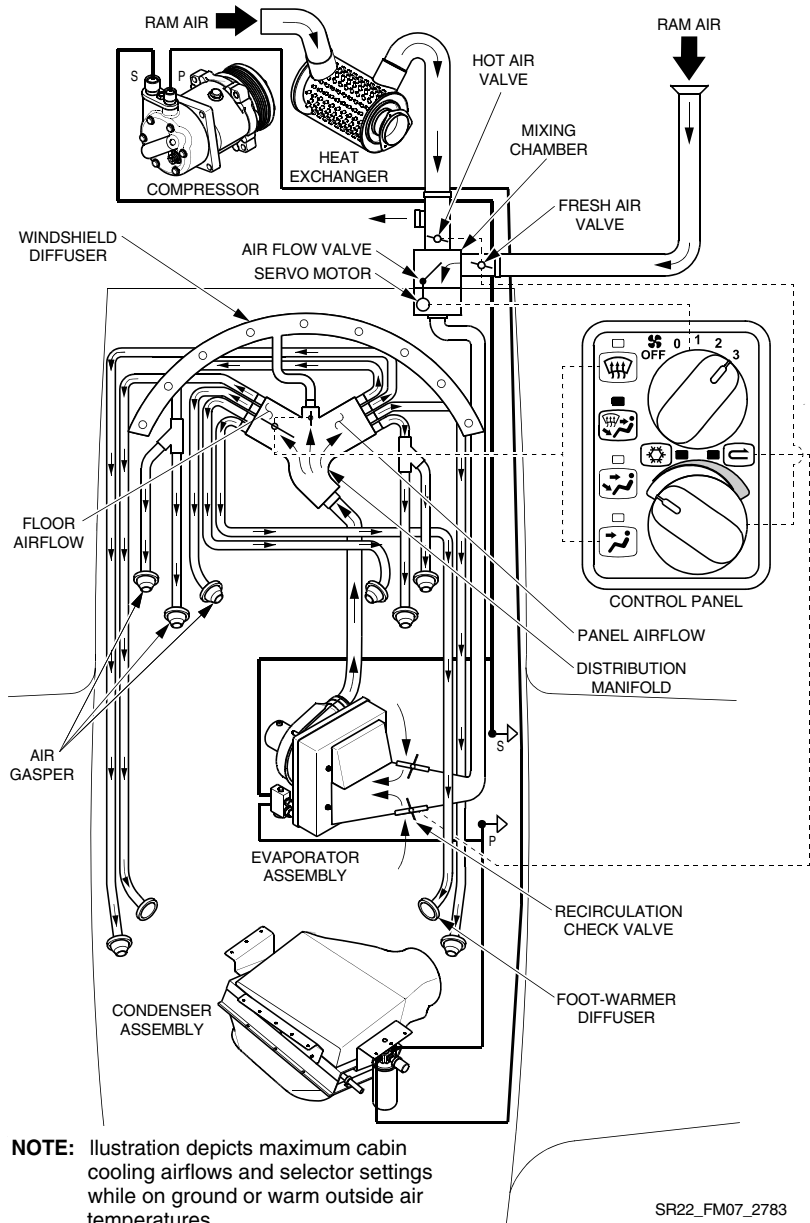 RAM AIR
RAM AIR
S
P
HOT AIR
VALVE
MIXING
CHAMBER
HEAT
EXCHANGER
COMPRESSOR
FRESH AIR
VALVE
WINDSHIELD
DIFFUSER
AIR FLOW VALVE
SERVO MOTOR
OFF
0
1
2
3
FLOOR
AIRFLOW
CONTROL PANEL
PANEL AIRFLOW
DISTRIBUTION
MANIFOLD
AIR
GASPER
S
P
EVAPORATOR
ASSEMBLY
RECIRCULATION
CHECK VALVE
FOOT-WARMER
DIFFUSER
CONDENSER
ASSEMBLY
NOTE: Ilustration depicts maximum cabin
cooling airflows and selector settings
while on ground or warm outside air
temperatures
SR22_FM07_2783